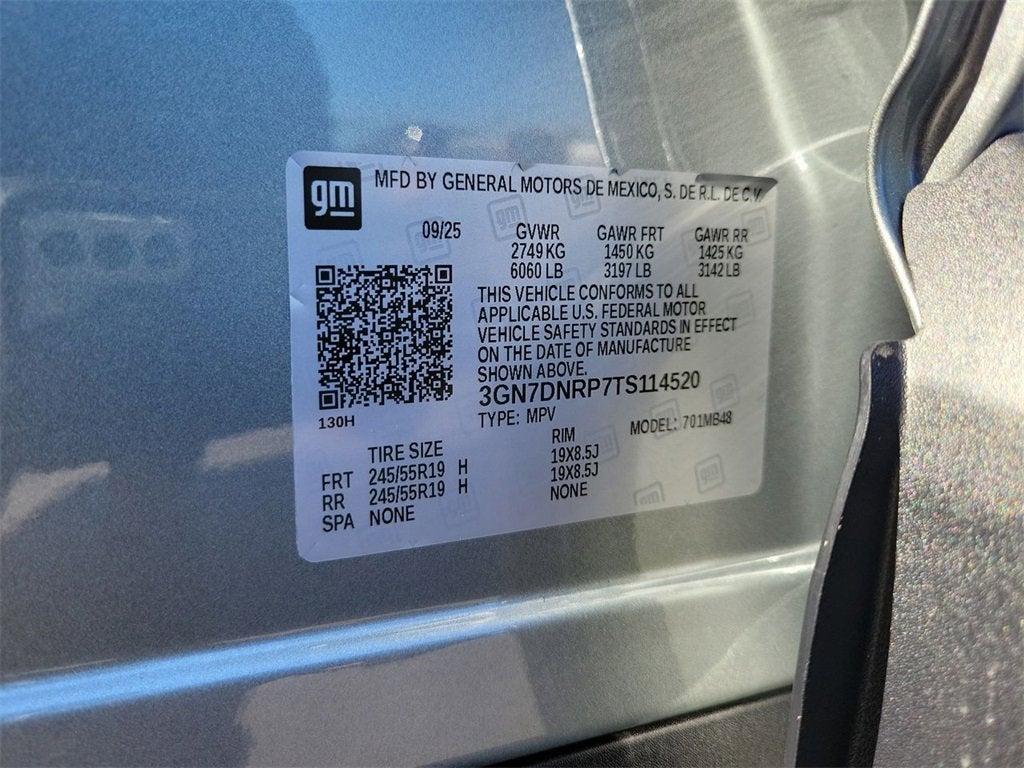 gm MFD BY GENERAL MOTORS DE MEXICO, S. DE R.L. DE C.V.
09/25 GVWR GAWR FRT GAWR RR
2749 KG 1450 KG 1425 KG
6060 LB 3197 LB 3142 LB
THIS VEHICLE CONFORMS TO ALL
APPLICABLE U.S. FEDERAL MOTOR
VEHICLE SAFETY STANDARDS IN EFFECT
ON THE DATE OF MANUFACTURE
SHOWN ABOVE.
3GN7DNRP7TS114520
130H TYPE: MPV MODEL: 701MB48
TIRE SIZE RIM
FRT 245/55R19 H 19X8.5J
RR 245/55R19 H 19X8.5J
SPA NONE NONE